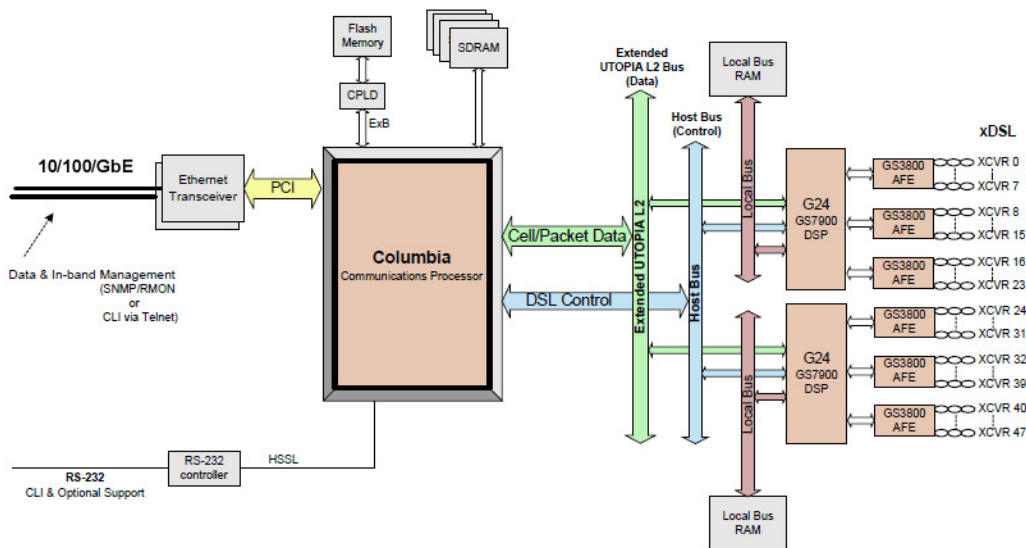 Flash
Memory
SDRAM
CPLD
ExB
Extended
UTOPIA L2 Bus
(Data)
Local Bus
RAM
Host Bus
(Control)
xDSL
10/100/GbE
Ethernet
Transceiver
PCI
Columbia
Communications Processor
Cell/Packet Data
DSL Control
Extended UTOPIA L2
Host Bus
Local Bus
Local Bus
G24
GS7900
DSP
GS3800
AFE
XCVR 0
XCVR 7
GS3800
AFE
XCVR 8
XCVR 15
GS3800
AFE
XCVR 16
XCVR 23
G24
GS7900
DSP
GS3800
AFE
XCVR 24
XCVR 31
GS3800
AFE
XCVR 32
XCVR 39
GS3800
AFE
XCVR 40
XCVR 47
Data & In-band Management
(SNMP/RMON
or
CLI via Telnet)
RS-232
controller
HSSL
RS-232
CLI & Optional Support
Local Bus
RAM